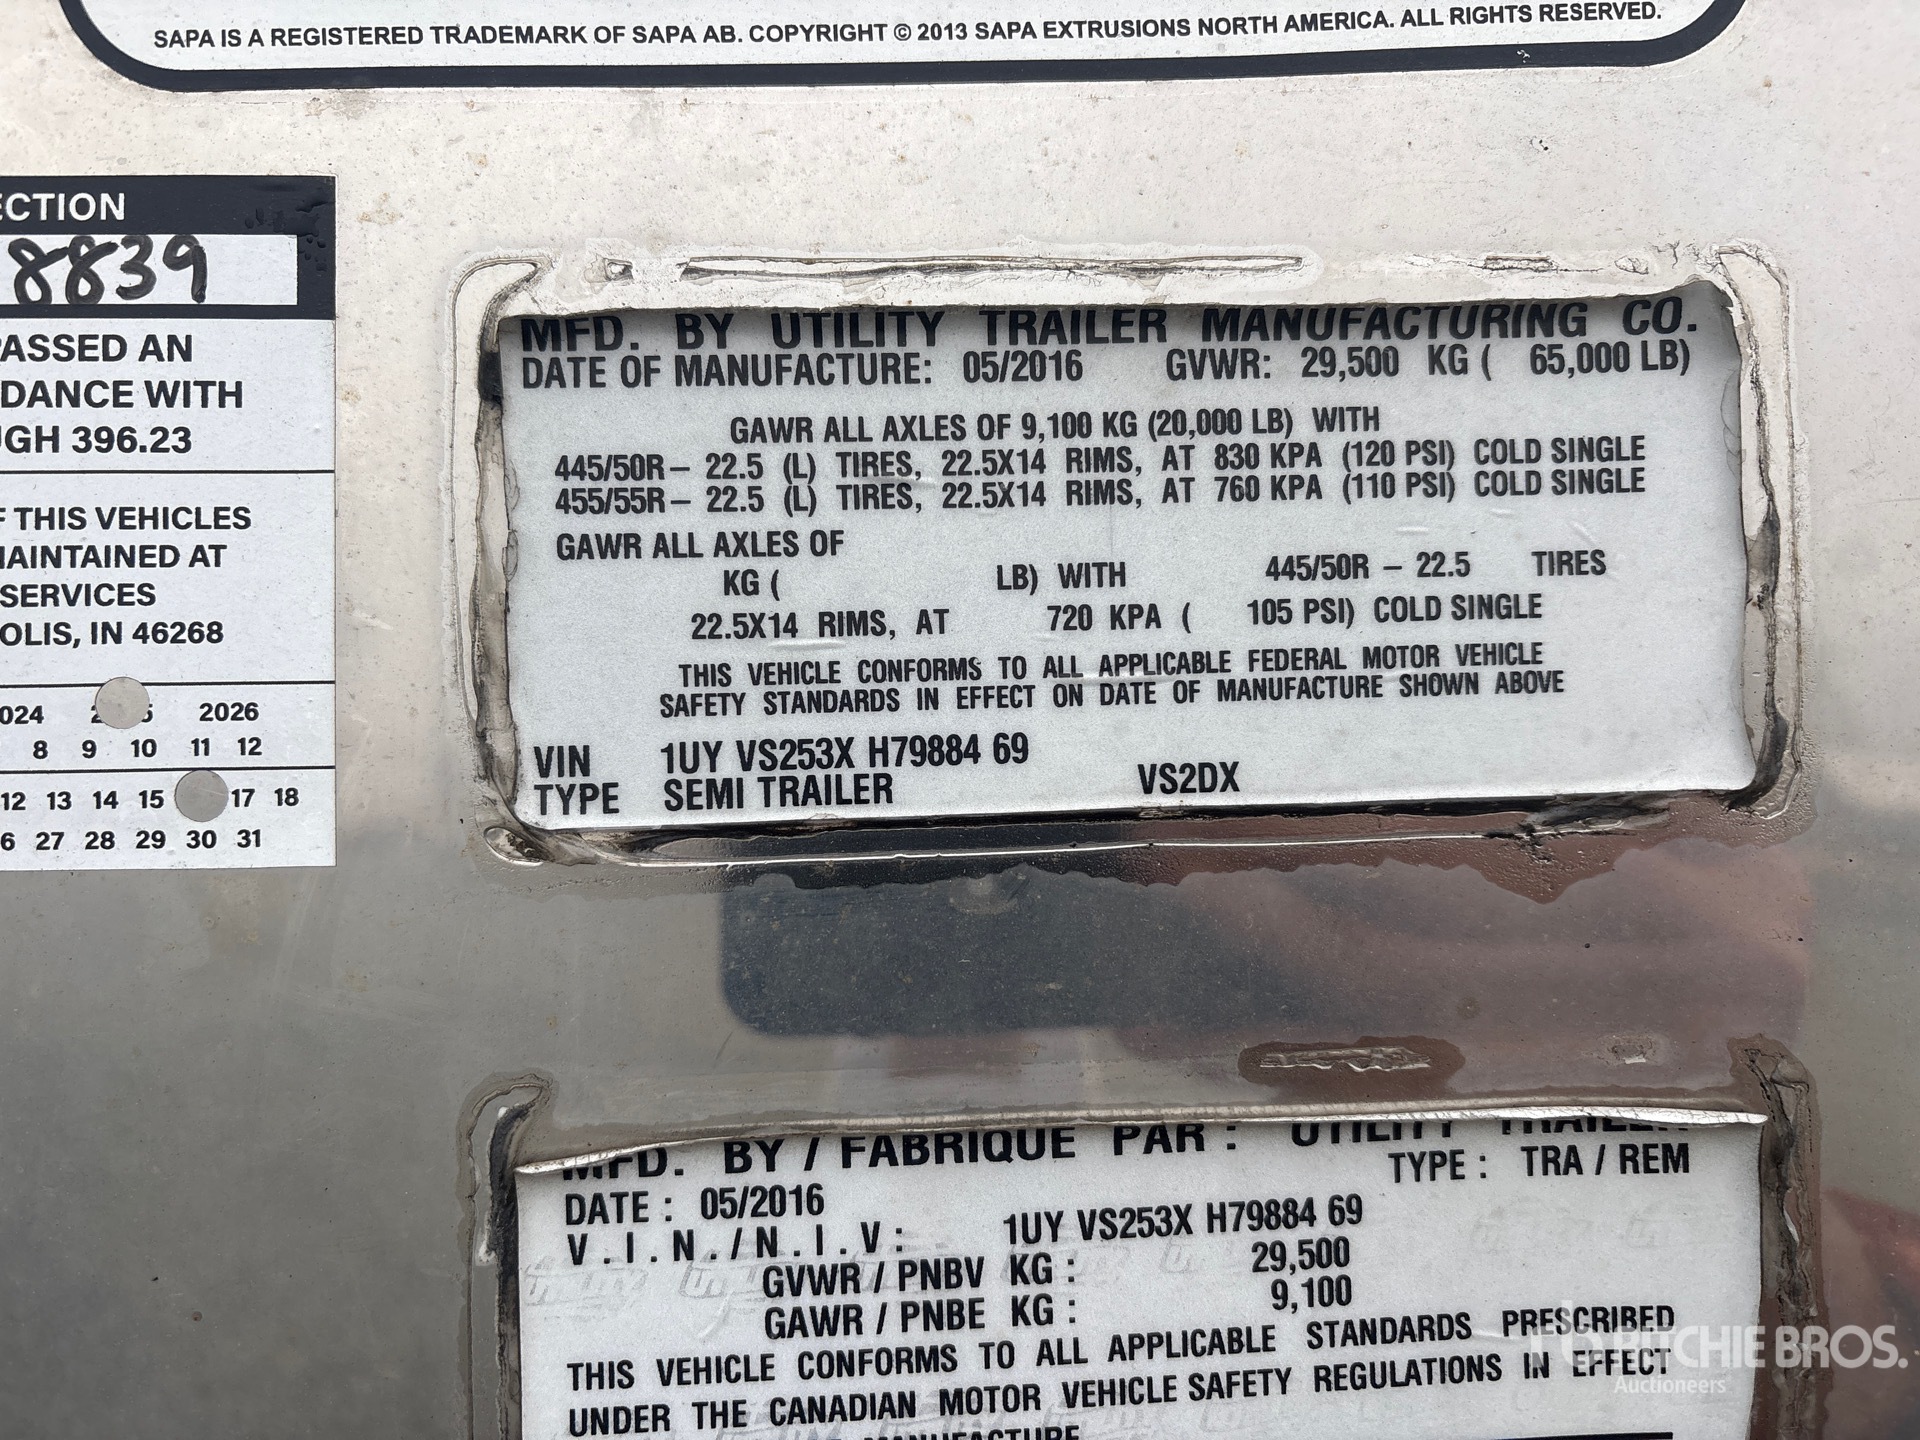 SAPA IS A REGISTERED TRADEMARK OF SAPA AB. COPYRIGHT © 2013 SAPA EXTRUSIONS NORTH AMERICA. ALL RIGHTS RESERVED.
ECTION
8839
PASSED AN
DANCE WITH
UGH 396.23
F THIS VEHICLES
MAINTAINED AT
SERVICES
OLIS, IN 46268
024 2026
8 9 10 11 12
12 13 14 15 17 18
6 27 28 29 30 31
MFD. BY UTILITY TRAILER MANUFACTURING CO.
DATE OF MANUFACTURE: 05/2016 GVWR: 29,500 KG ( 65,000 LB)
GAWR ALL AXLES OF 9,100 KG (20,000 LB) WITH
445/50R– 22.5 (L) TIRES, 22.5X14 RIMS, AT 830 KPA (120 PSI) COLD SINGLE
455/55R– 22.5 (L) TIRES, 22.5X14 RIMS, AT 760 KPA (110 PSI) COLD SINGLE
GAWR ALL AXLES OF
KG ( LB) WITH 445/50R – 22.5 TIRES
22.5X14 RIMS, AT 720 KPA ( 105 PSI) COLD SINGLE
THIS VEHICLE CONFORMS TO ALL APPLICABLE FEDERAL MOTOR VEHICLE
SAFETY STANDARDS IN EFFECT ON DATE OF MANUFACTURE SHOWN ABOVE
VIN 1UY VS253X H79884 69
TYPE SEMI TRAILER VS2DX
MFD. BY / FABRIQUE PAR : UTILITY TRAILER
TYPE : TRA / REM
DATE : 05/2016
V.I.N./N.I.V: 1UY VS253X H79884 69
GVWR / PNBV KG : 29,500
GAWR / PNBE KG : 9,100
THIS VEHICLE CONFORMS TO ALL APPLICABLE STANDARDS PRESCRIBED
UNDER THE CANADIAN MOTOR VEHICLE SAFETY REGULATIONS IN EFFECT
MANUFACTURE
RITCHIE BROS.
Auctioneers